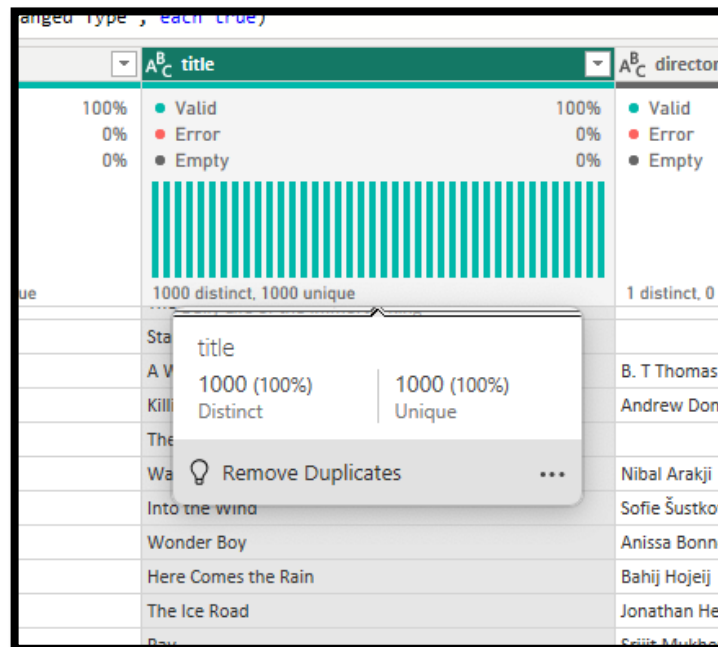 anged Type", each true)
ABC title
ABC director
100%
0%
0%
Valid 100%
Error 0%
Empty 0%
Valid
Error
Empty
ue
1000 distinct, 1000 unique
1 distinct, 0
title
1000 (100%)
Distinct
1000 (100%)
Unique
Remove Duplicates
Sta
A W
B. T Thomas
Killi
Andrew Don
The
Wa
Nibal Arakji
Into the Wind
Sofie Šustko
Wonder Boy
Anissa Bonn
Here Comes the Rain
Bahij Hojeij
The Ice Road
Jonathan He